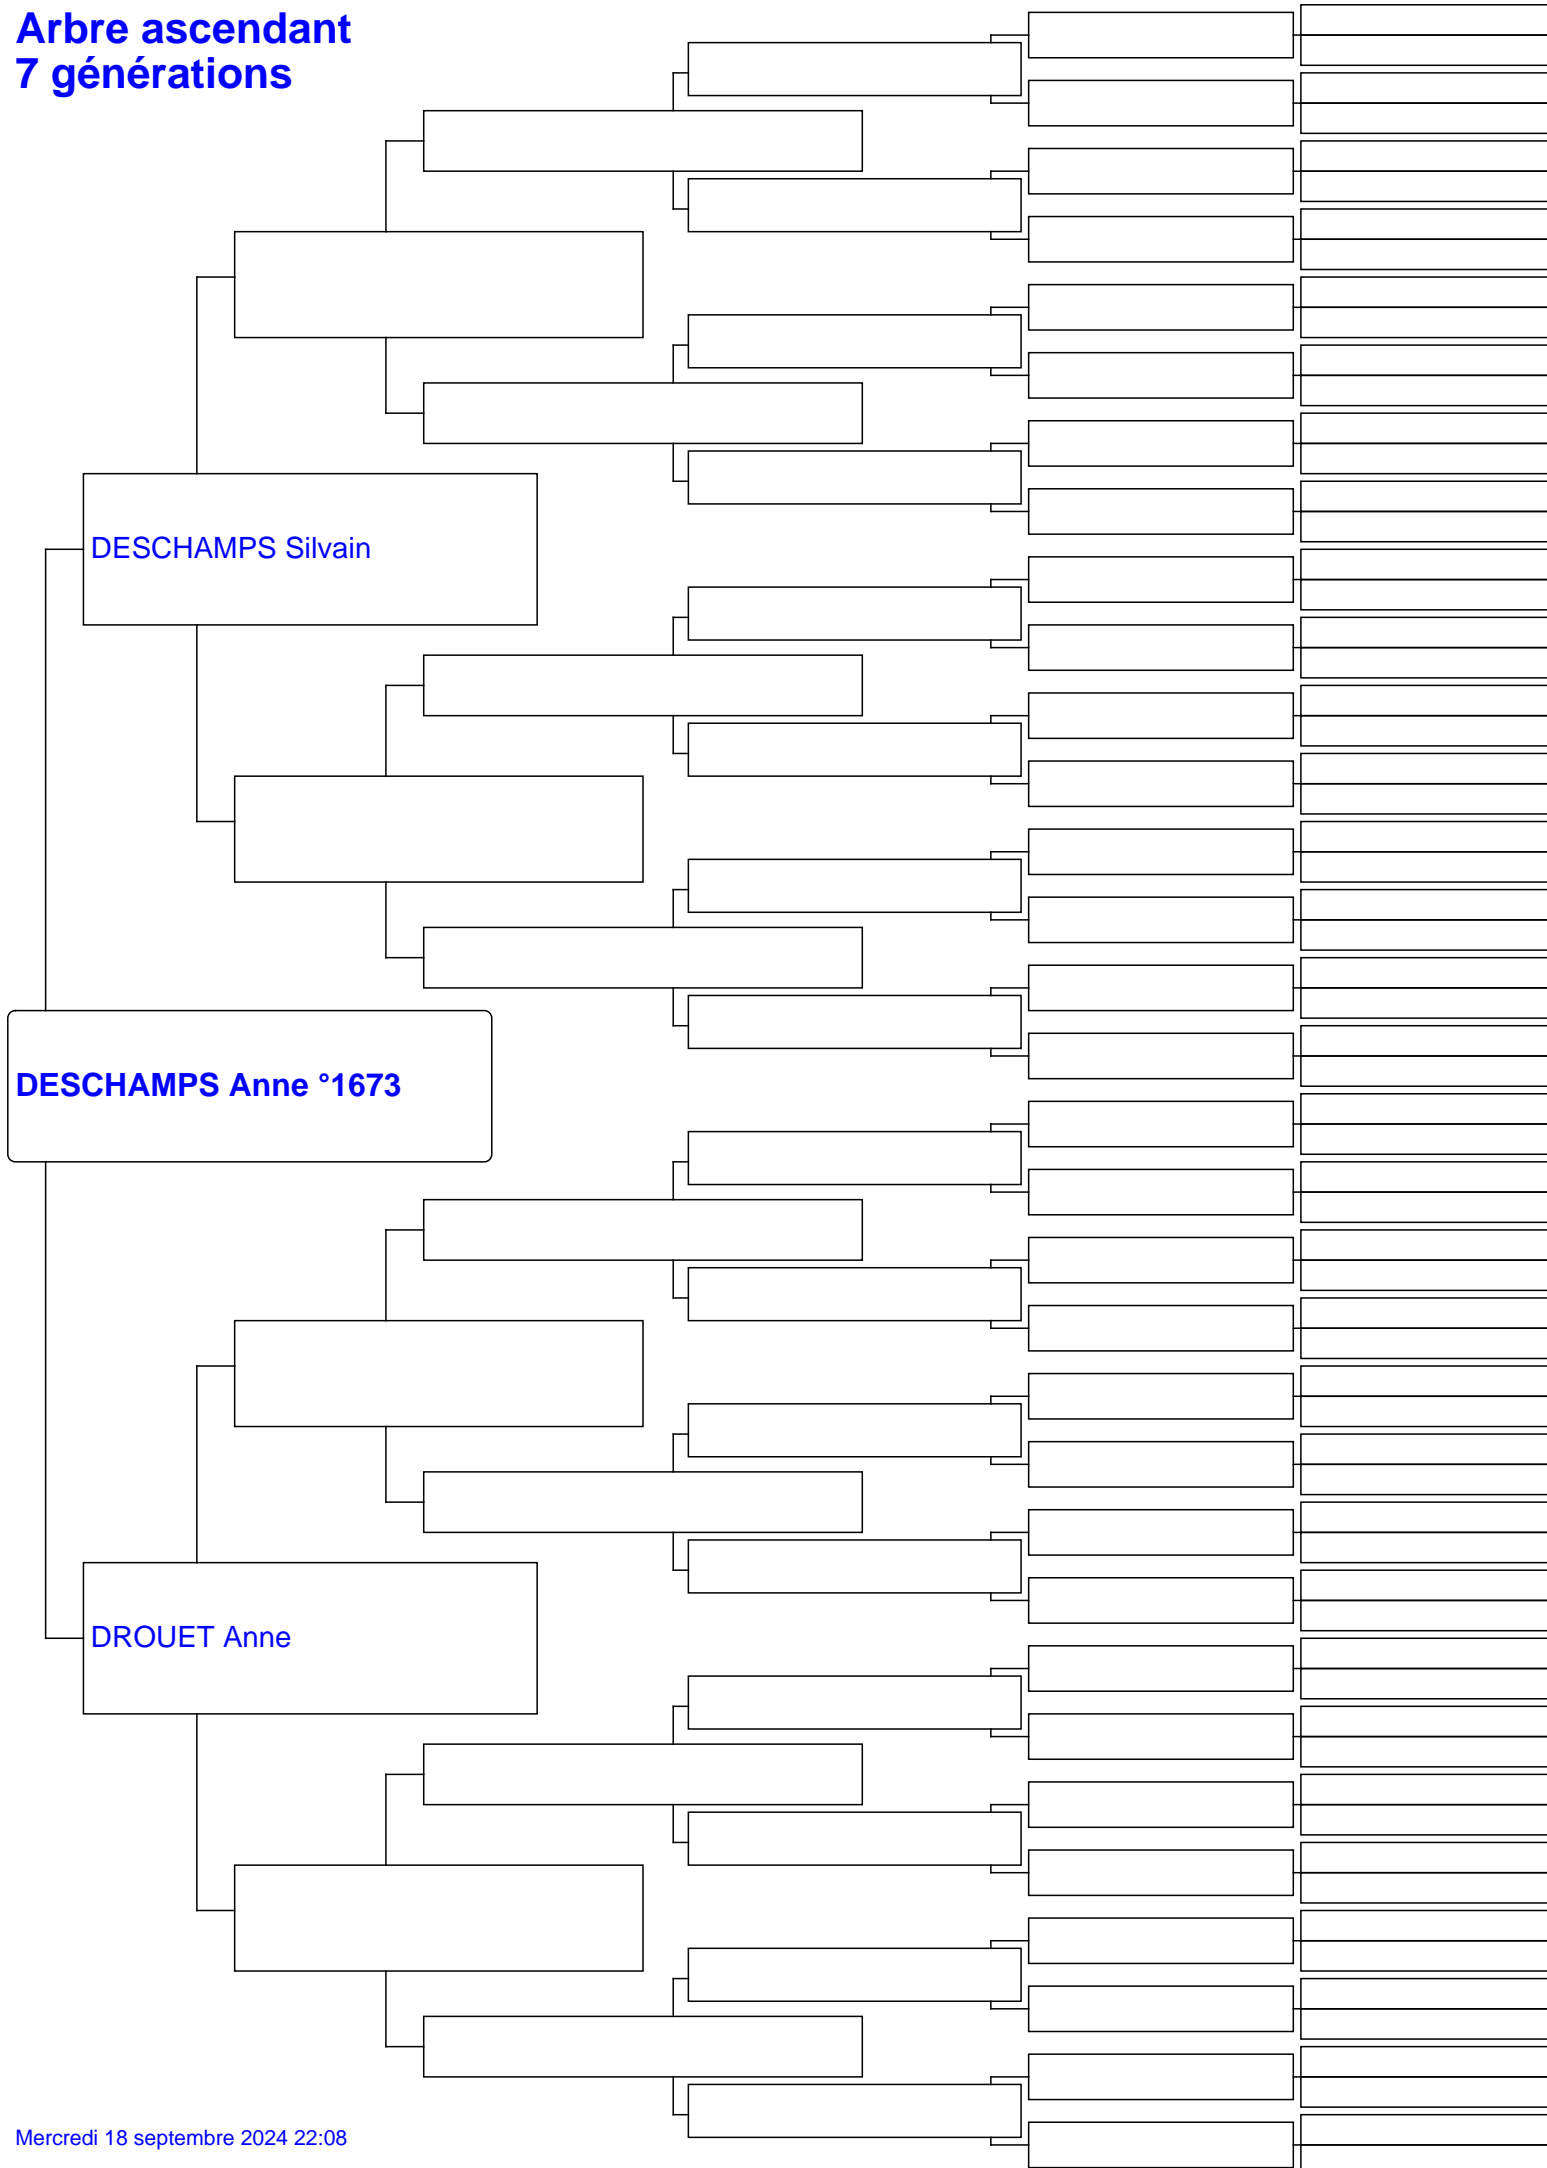 Arbre ascendant
7 générations
DESCHAMPS Silvain
DESCHAMPS Anne °1673
DROUET Anne
Mercredi 18 septembre 2024 22:08